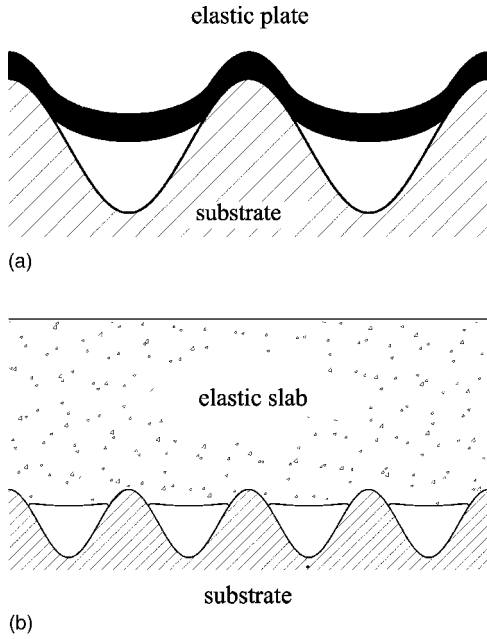 elastic plate
substrate
(a)
elastic slab
substrate
(b)